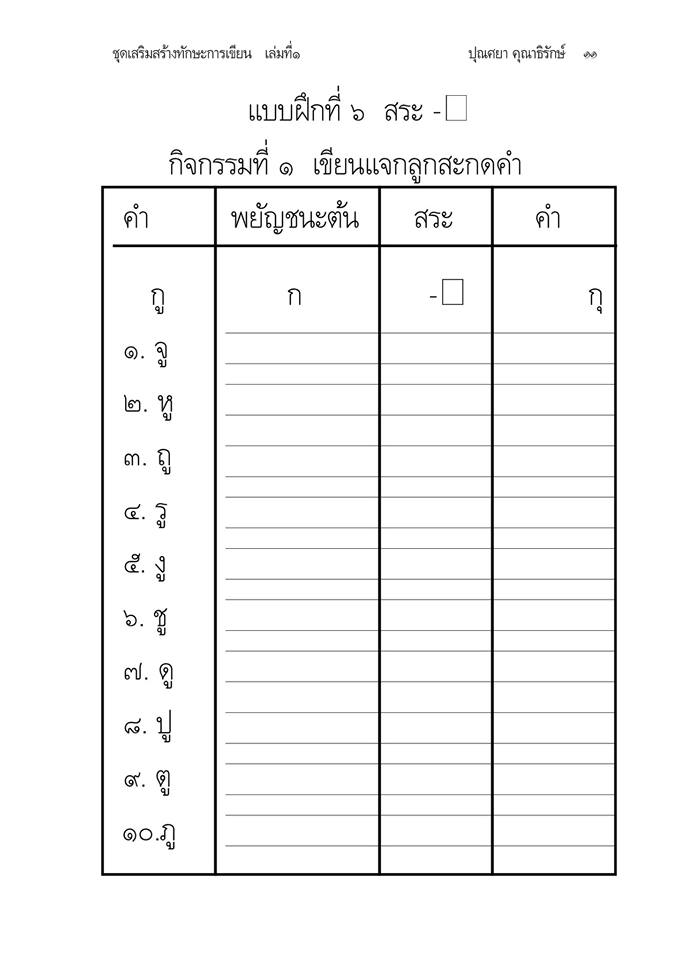 ชุดเสริมสร้างทักษะการเขียน เล่มที่๑ ปุณศยา คุณาธิรักษ์ ๑๑
แบบฝึกที่ ๖ สระ -□
กิจกรรมที่ ๑ เขียนแจกลูกสะกดคำ
คำ พยัญชนะต้น สระ คำ
กู ก -□ กุ
๑. จู
๒. หู
๓. ถู
๔. รู
๕. งู
๖. ชู
๗. ดู
๘. ปู
๙. ตู
๑๐.ภู